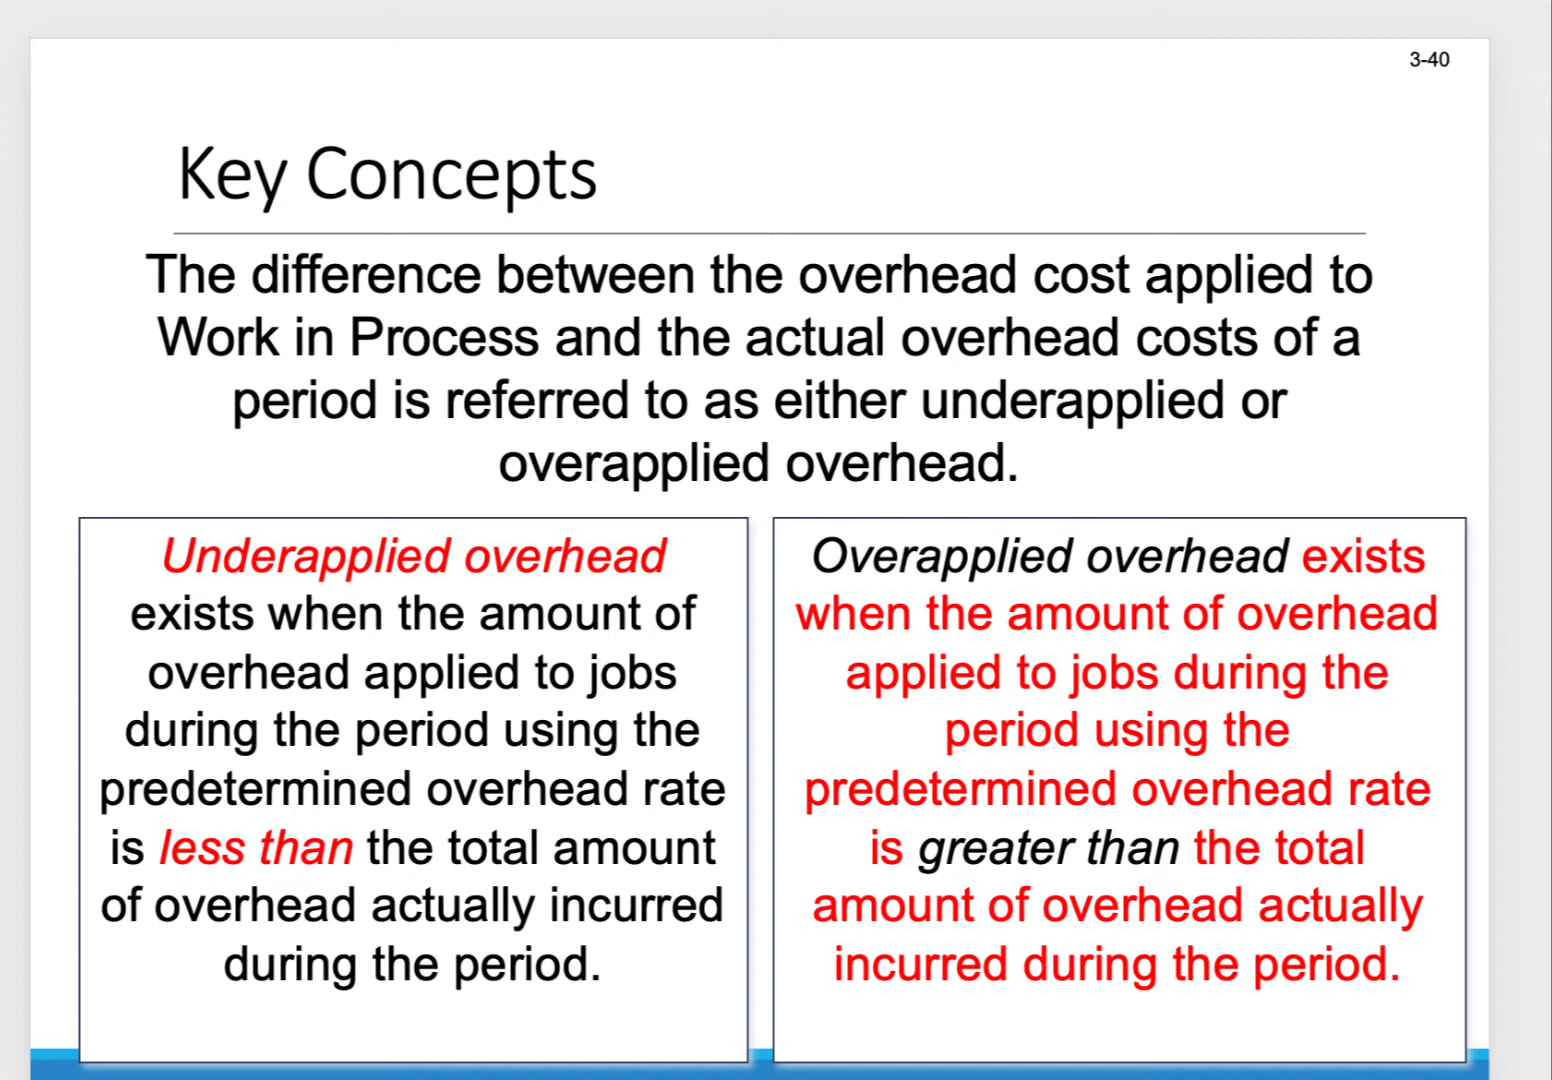 3-40
Key Concepts
The difference between the overhead cost applied to
Work in Process and the actual overhead costs of a
period is referred to as either underapplied or
overapplied overhead.
Underapplied overhead
exists when the amount of
overhead applied to jobs
during the period using the
predetermined overhead rate
is less than the total amount
of overhead actually incurred
during the period.
Overapplied overhead exists
when the amount of overhead
applied to jobs during the
period using the
predetermined overhead rate
is greater than the total
amount of overhead actually
incurred during the period.